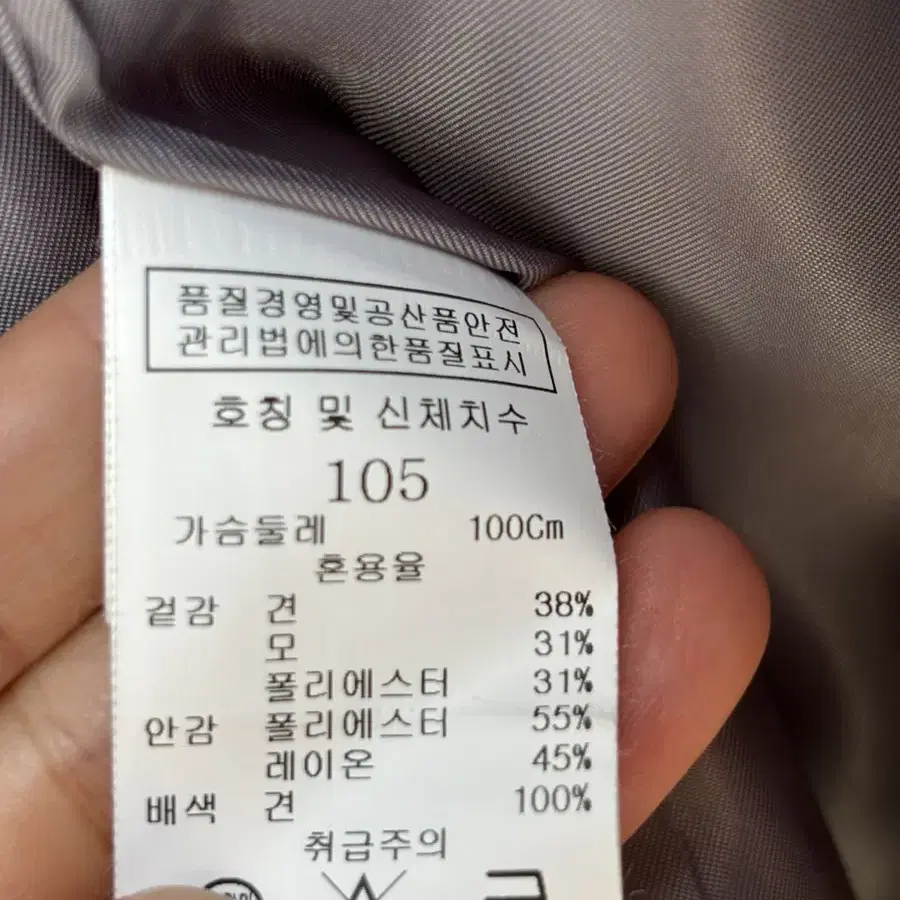 품질경영및공산품안전
관리법에의한품질표시
호칭 및 신체치수
105
가슴둘레 100Cm
혼용율
겉감 견 38%
모 31%
폴리에스터 31%
안감 폴리에스터 55%
레이온 45%
배색 견 100%
취급주의